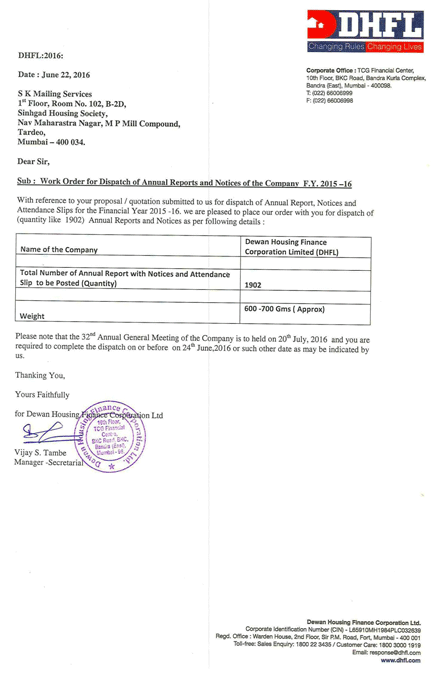 DHFL
Changing Rules Changing Lives
DHFL:2016:
Date : June 22, 2016
Corporate Office : TCG Financial Center,
10th Floor, BKC Road, Bandra Kurla Complex,
Bandra (East), Mumbai - 400098.
T: (022) 66006999
F: (022) 66006998
S K Mailing Services
1st Floor, Room No. 102, B-2D,
Sinhgad Housing Society,
Nav Maharastra Nagar, M P Mill Compound,
Tardeo,
Mumbai – 400 034.
Dear Sir,
Sub : Work Order for Dispatch of Annual Reports and Notices of the Company F.Y. 2015 –16
With reference to your proposal / quotation submitted to us for dispatch of Annual Report, Notices and
Attendance Slips for the Financial Year 2015 -16. we are pleased to place our order with you for dispatch of
(quantity like 1902) Annual Reports and Notices as per following details :
Name of the Company
Dewan Housing Finance
Corporation Limited (DHFL)
Total Number of Annual Report with Notices and Attendance
Slip to be Posted (Quantity)
1902
Weight
600 -700 Gms ( Approx)
Please note that the 32nd Annual General Meeting of the Company is to held on 20th July, 2016 and you are
required to complete the dispatch on or before on 24th June,2016 or such other date as may be indicated by
us.
Thanking You,
Yours Faithfully
for Dewan Housing Finance Corporation Ltd
10th Floor,
TCG Financial
Centre,
BKC Road, BKC,
Bandra (East),
Mumbai - 98
Dewan Housing Finance Corporation Ltd.
Vijay S. Tambe
Manager -Secretarial
Dewan Housing Finance Corporation Ltd.
Corporate Identification Number (CIN) - L65910MH1984PLC032639
Regd. Office : Warden House, 2nd Floor, Sir P.M. Road, Fort, Mumbai - 400 001
Toll-free: Sales Enquiry: 1800 22 3435 / Customer Care: 1800 3000 1919
Email: response@dhfl.com
www.dhfl.com